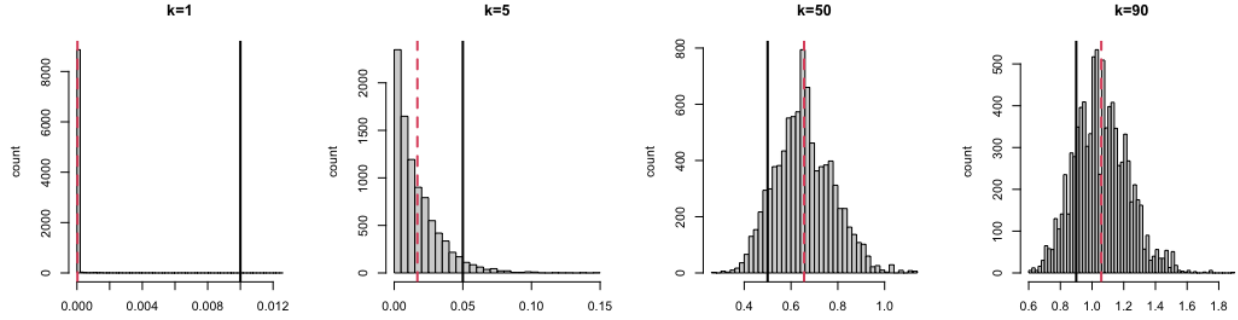 k=1
count
0 2000 4000 6000 8000
0.000 0.004 0.008 0.012
k=5
count
0 500 1000 1500 2000
0.00 0.05 0.10 0.15
k=50
count
0 200 400 600 800
0.4 0.6 0.8 1.0
k=90
count
0 100 200 300 400 500
0.6 0.8 1.0 1.2 1.4 1.6 1.8